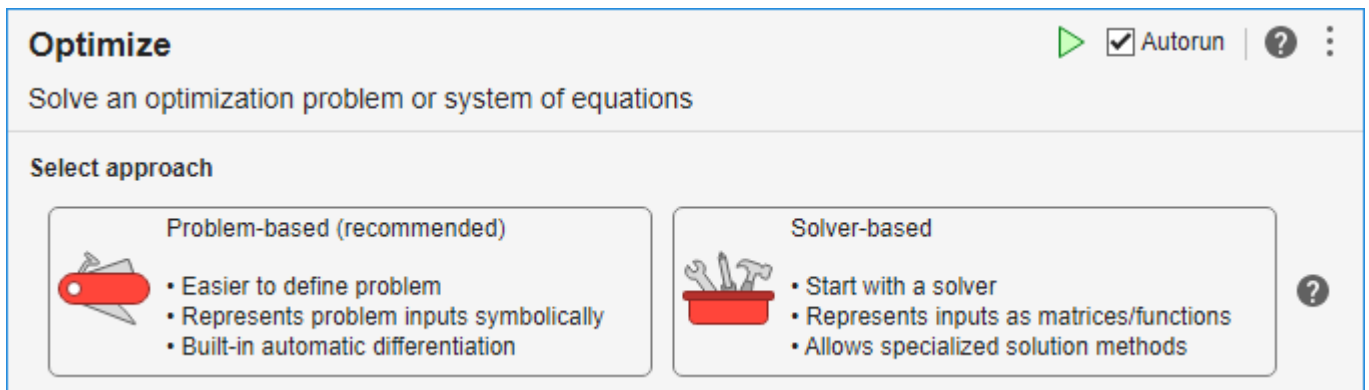 Optimize
Autorun
Solve an optimization problem or system of equations
Select approach
Problem-based (recommended)
• Easier to define problem
• Represents problem inputs symbolically
• Built-in automatic differentiation
Solver-based
• Start with a solver
• Represents inputs as matrices/functions
• Allows specialized solution methods